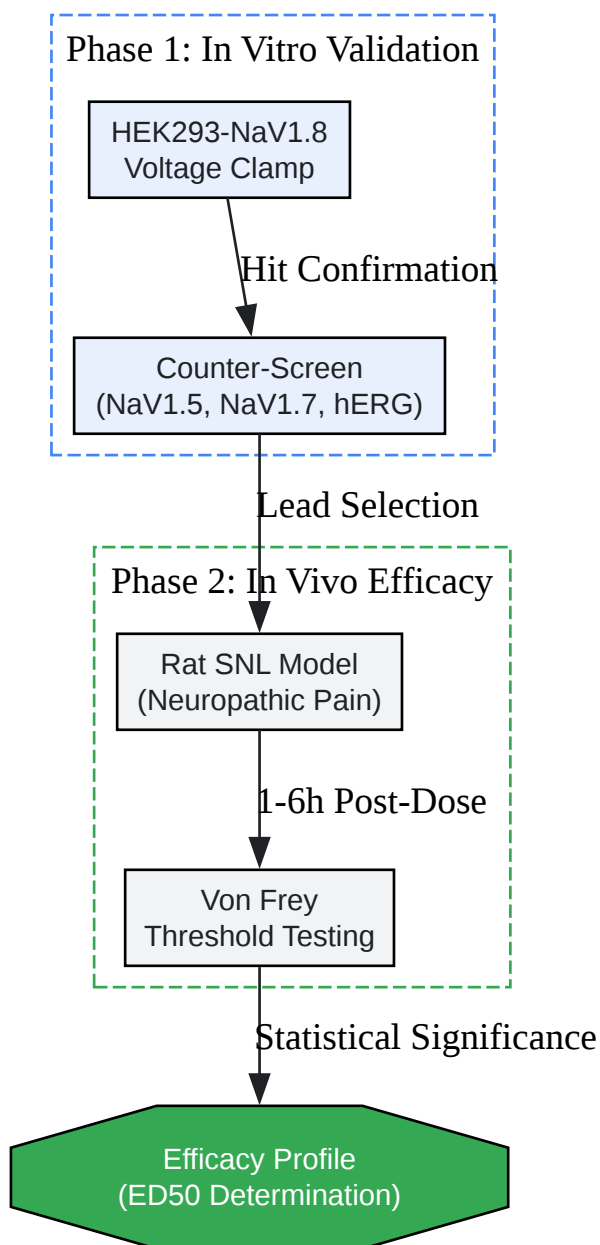 Phase 1: In Vitro Validation
HEK293-NaV1.8
Voltage Clamp
Hit Confirmation
Counter-Screen
(NaV1.5, NaV1.7, hERG)
Lead Selection
Phase 2: In Vivo Efficacy
Rat SNL Model
(Neuropathic Pain)
1-6h Post-Dose
Von Frey
Threshold Testing
Statistical Significance
Efficacy Profile
(ED50 Determination)